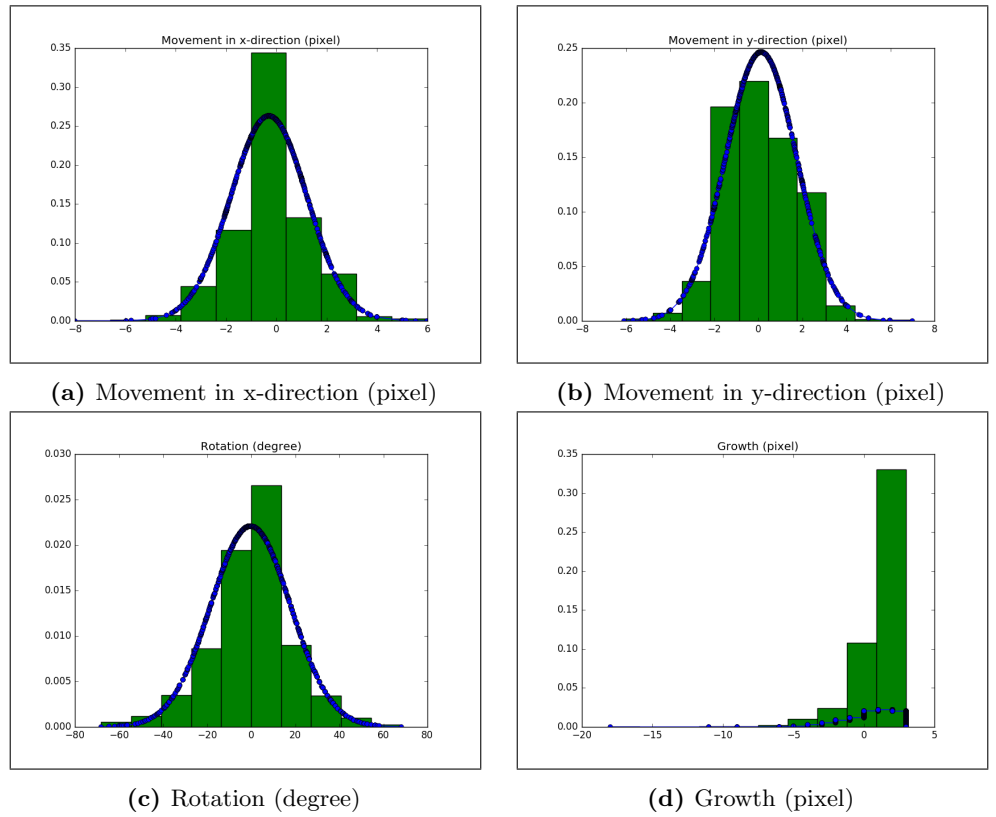 Movement in x-direction (pixel)
0.35
0.30
0.25
0.20
0.15
0.10
0.05
0.00
−8 −6 −4 −2 0 2 4 6
(a) Movement in x-direction (pixel)
Movement in y-direction (pixel)
0.25
0.20
0.15
0.10
0.05
0.00
−8 −6 −4 −2 0 2 4 6 8
(b) Movement in y-direction (pixel)
Rotation (degree)
0.030
0.025
0.020
0.015
0.010
0.005
0.000
−80 −60 −40 −20 0 20 40 60 80
(c) Rotation (degree)
Growth (pixel)
0.35
0.30
0.25
0.20
0.15
0.10
0.05
0.00
−20 −15 −10 −5 0 5
(d) Growth (pixel)